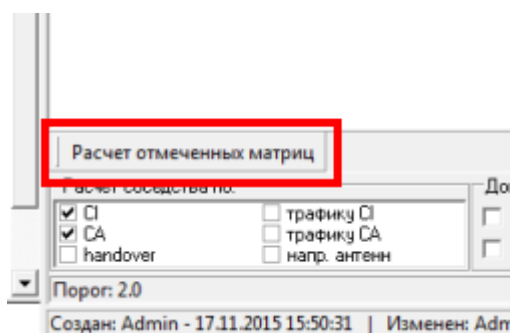 Расчет отмеченных матриц
Расчет соседства по:
До
CI
трафику CI
CA
трафику CA
handover
напр. антенн
Порог: 2.0
Создан: Admin - 17.11.2015 15:50:31 | Изменен: Adm